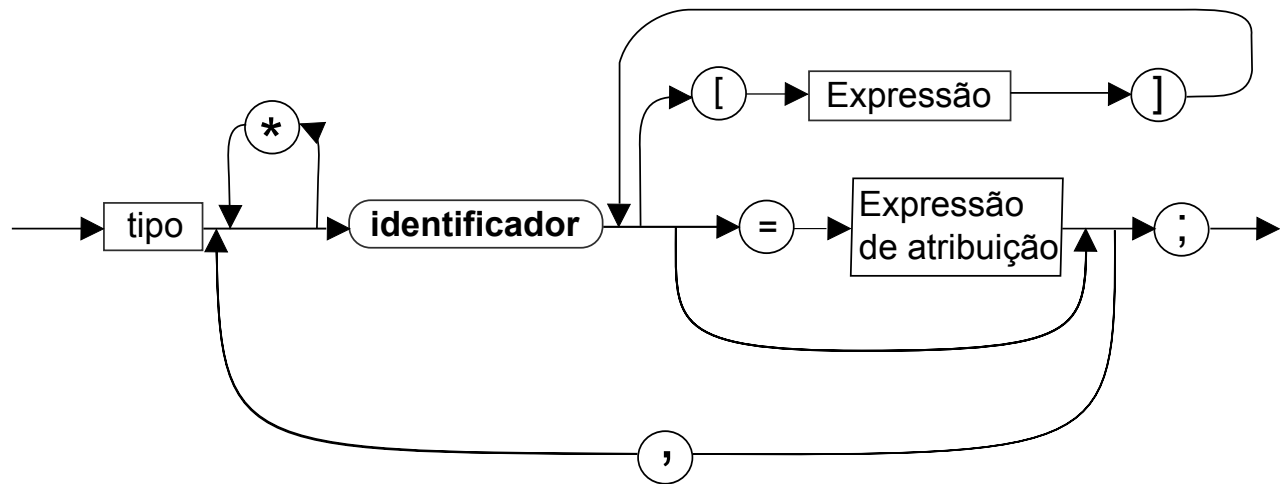 [ Expressão ]
*
tipo identificador = Expressão
de atribuição ;
,